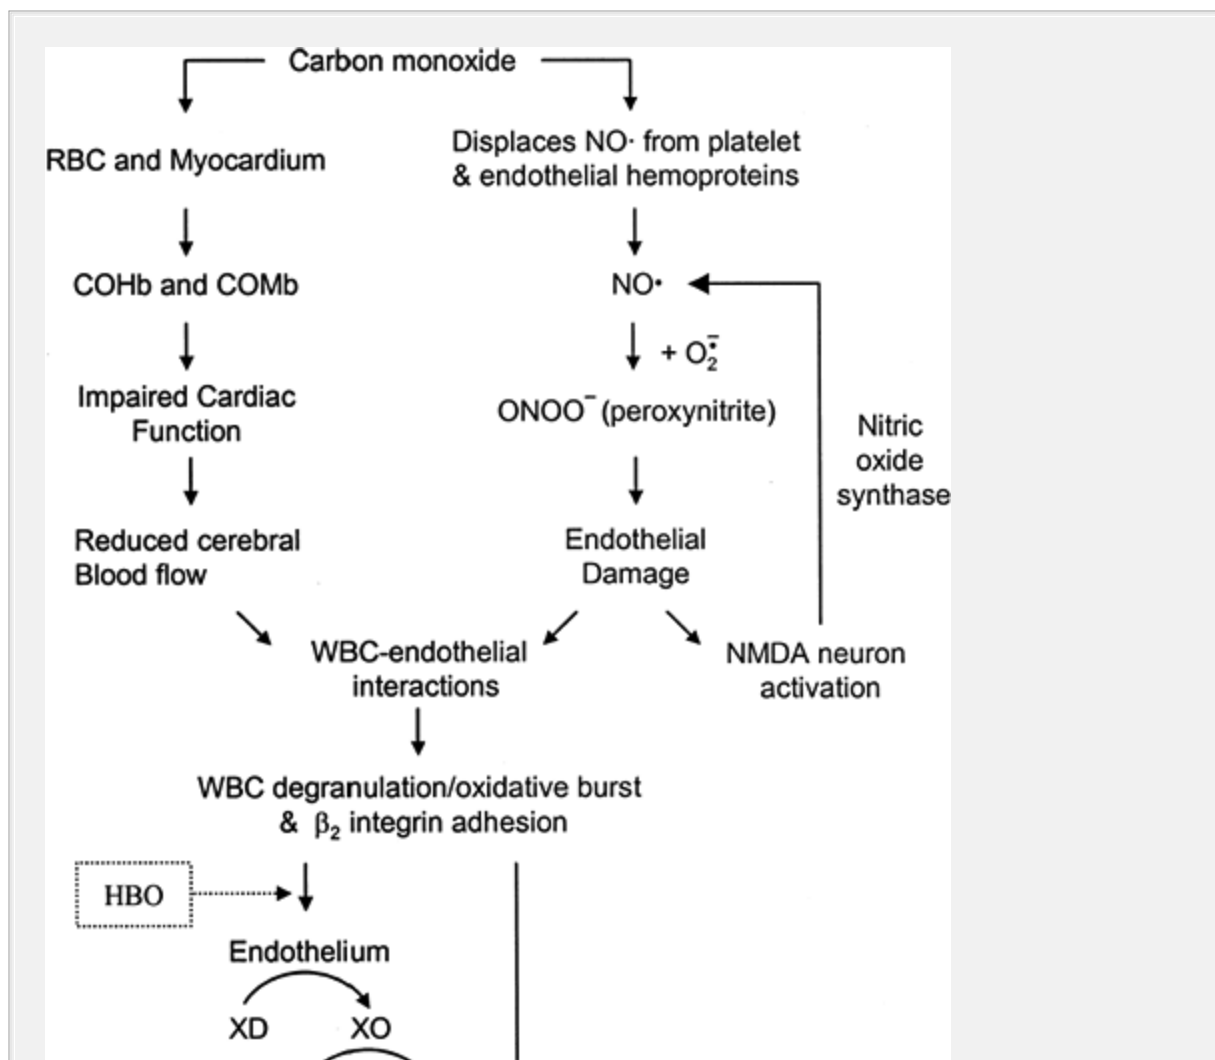 Carbon monoxide
RBC and Myocardium
Displaces NO· from platelet
& endothelial hemoproteins
COHb and COMb
NO•
+ O₂•̄
Impaired Cardiac
Function
ONOO⁻ (peroxynitrite)
Nitric
oxide
synthase
Reduced cerebral
Blood flow
Endothelial
Damage
WBC-endothelial
interactions
NMDA neuron
activation
WBC degranulation/oxidative burst
& β₂ integrin adhesion
HBO
Endothelium
XD XO